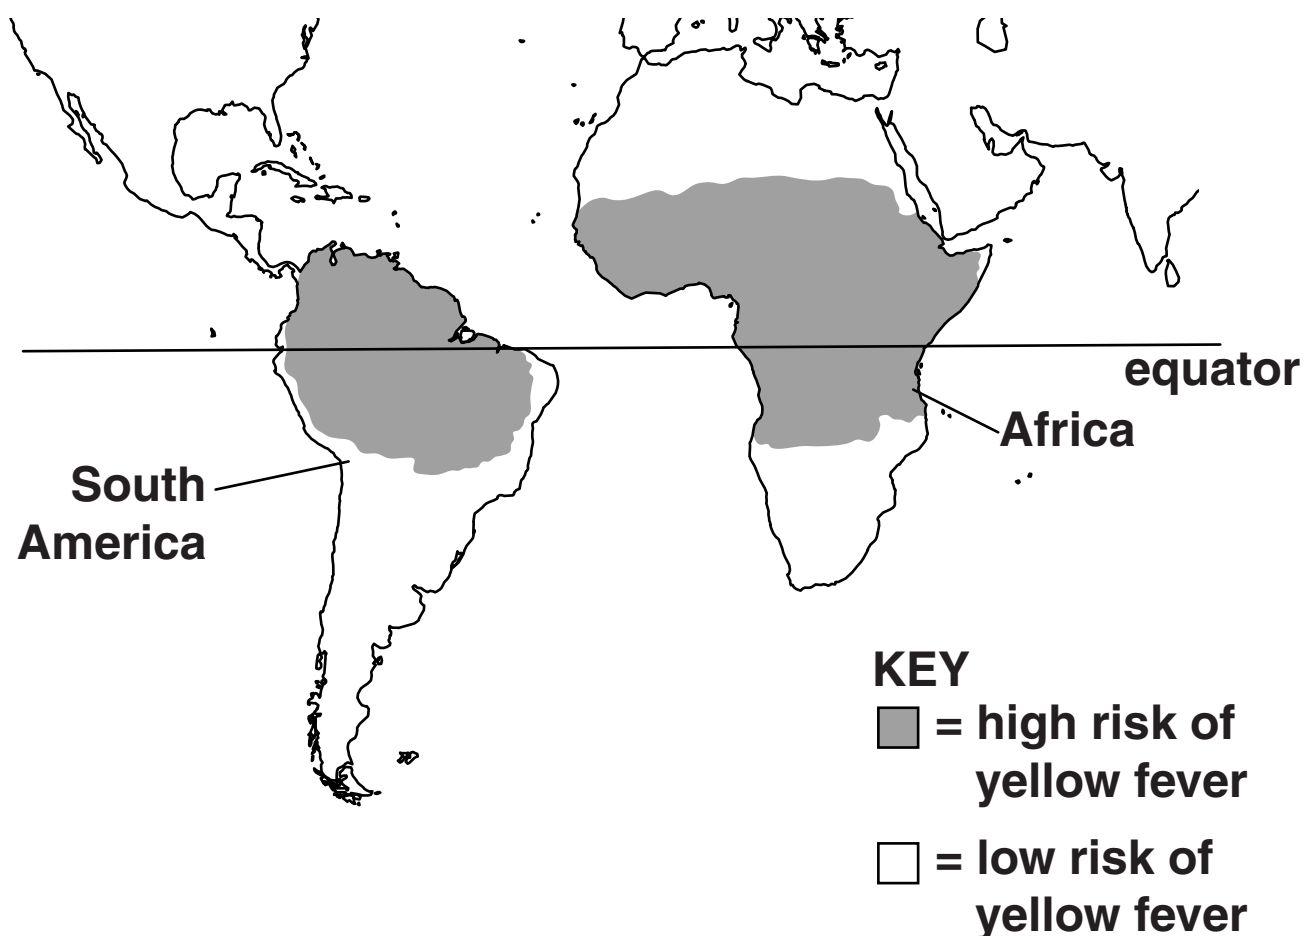 equator
Africa
South
America
KEY
= high risk of
yellow fever
= low risk of
yellow fever